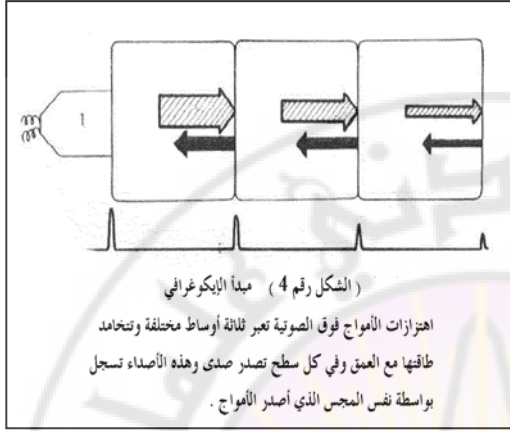 أ
( الشكل رقم 4 ) مبدأ الإيكوغرافي
اهتزازات الأمواج فوق الصوتية تعبر ثلاثة أوساط مختلفة وتتخامد
طاقتها مع العمق وفي كل سطح تصدر صدى وهذه الأصداء تسجل
بواسطة نفس المجس الذي أصدر الأمواج .